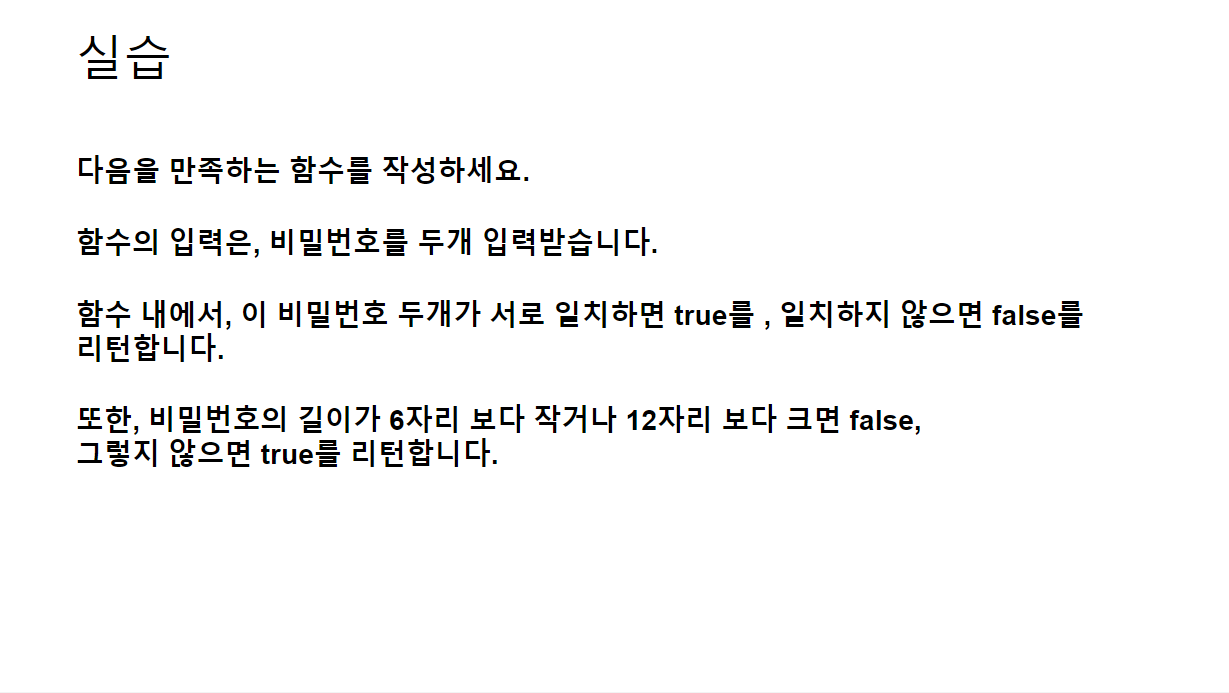 실습
다음을 만족하는 함수를 작성하세요.
함수의 입력은, 비밀번호를 두개 입력받습니다.
함수 내에서, 이 비밀번호 두개가 서로 일치하면 true를 , 일치하지 않으면 false를
리턴합니다.
또한, 비밀번호의 길이가 6자리 보다 작거나 12자리 보다 크면 false,
그렇지 않으면 true를 리턴합니다.